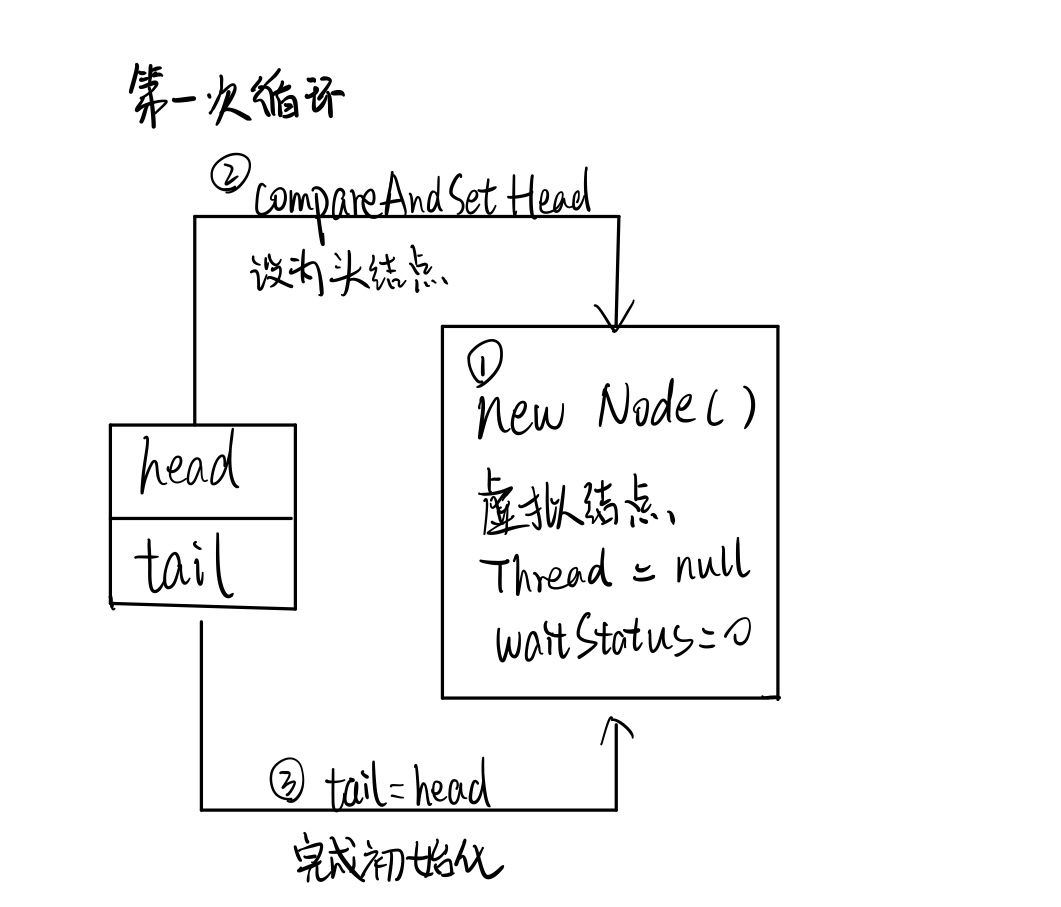 第一次循环
② compareAndSetHead
设为头结点
head
tail
①
new Node()
虚拟结点
Thread = null
waitStatus=0
③ tail=head
完成初始化